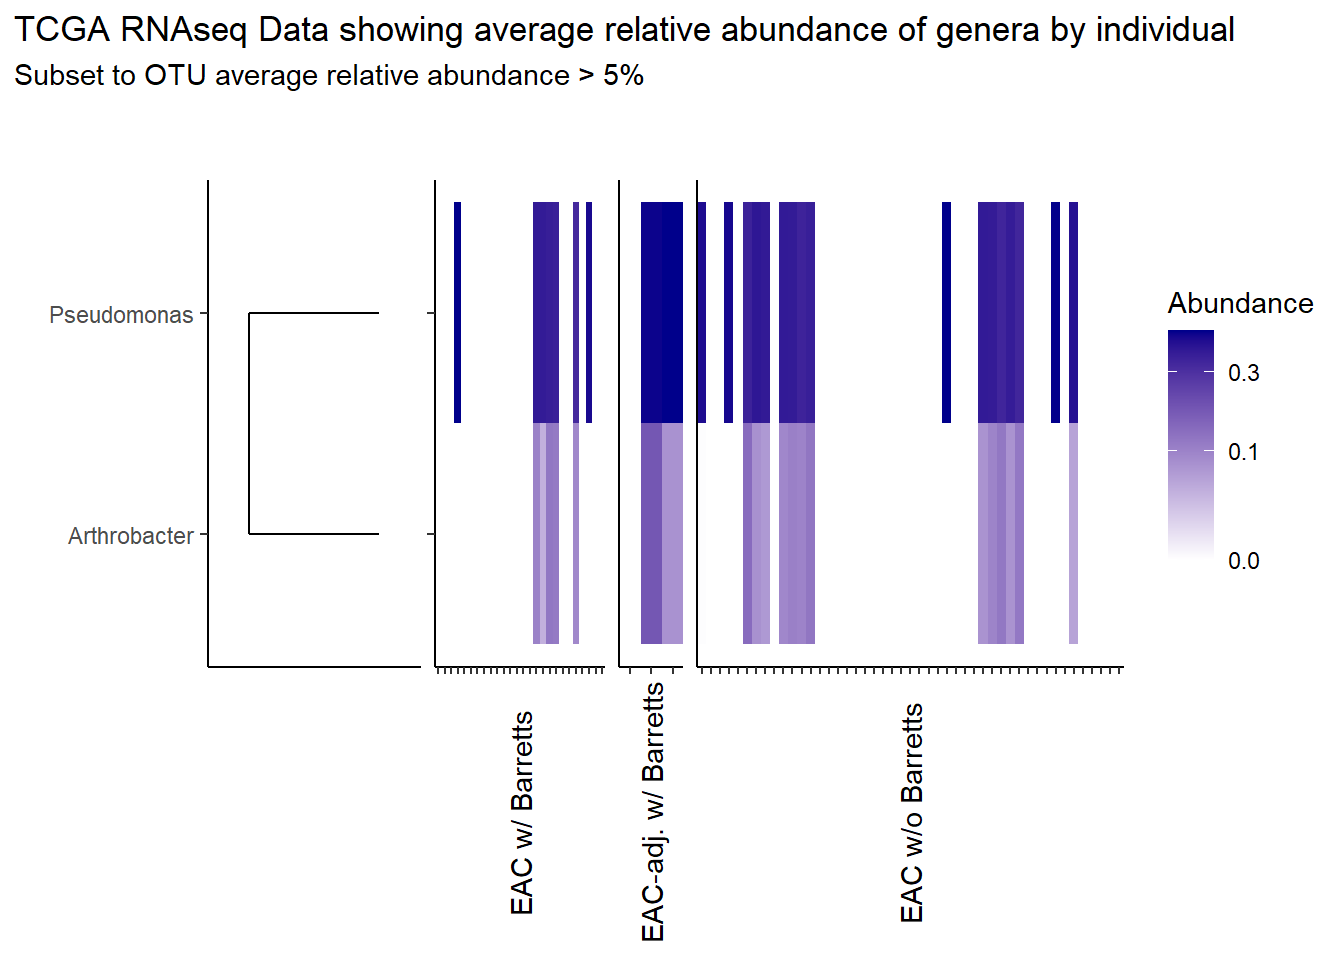 TCGA RNAseq Data showing average relative abundance of genera by individual
Subset to OTU average relative abundance > 5%
Pseudomonas
Arthrobacter
EAC w/ Barretts
EAC-adj. w/ Barretts
EAC w/o Barretts
Abundance
0.3
0.1
0.0